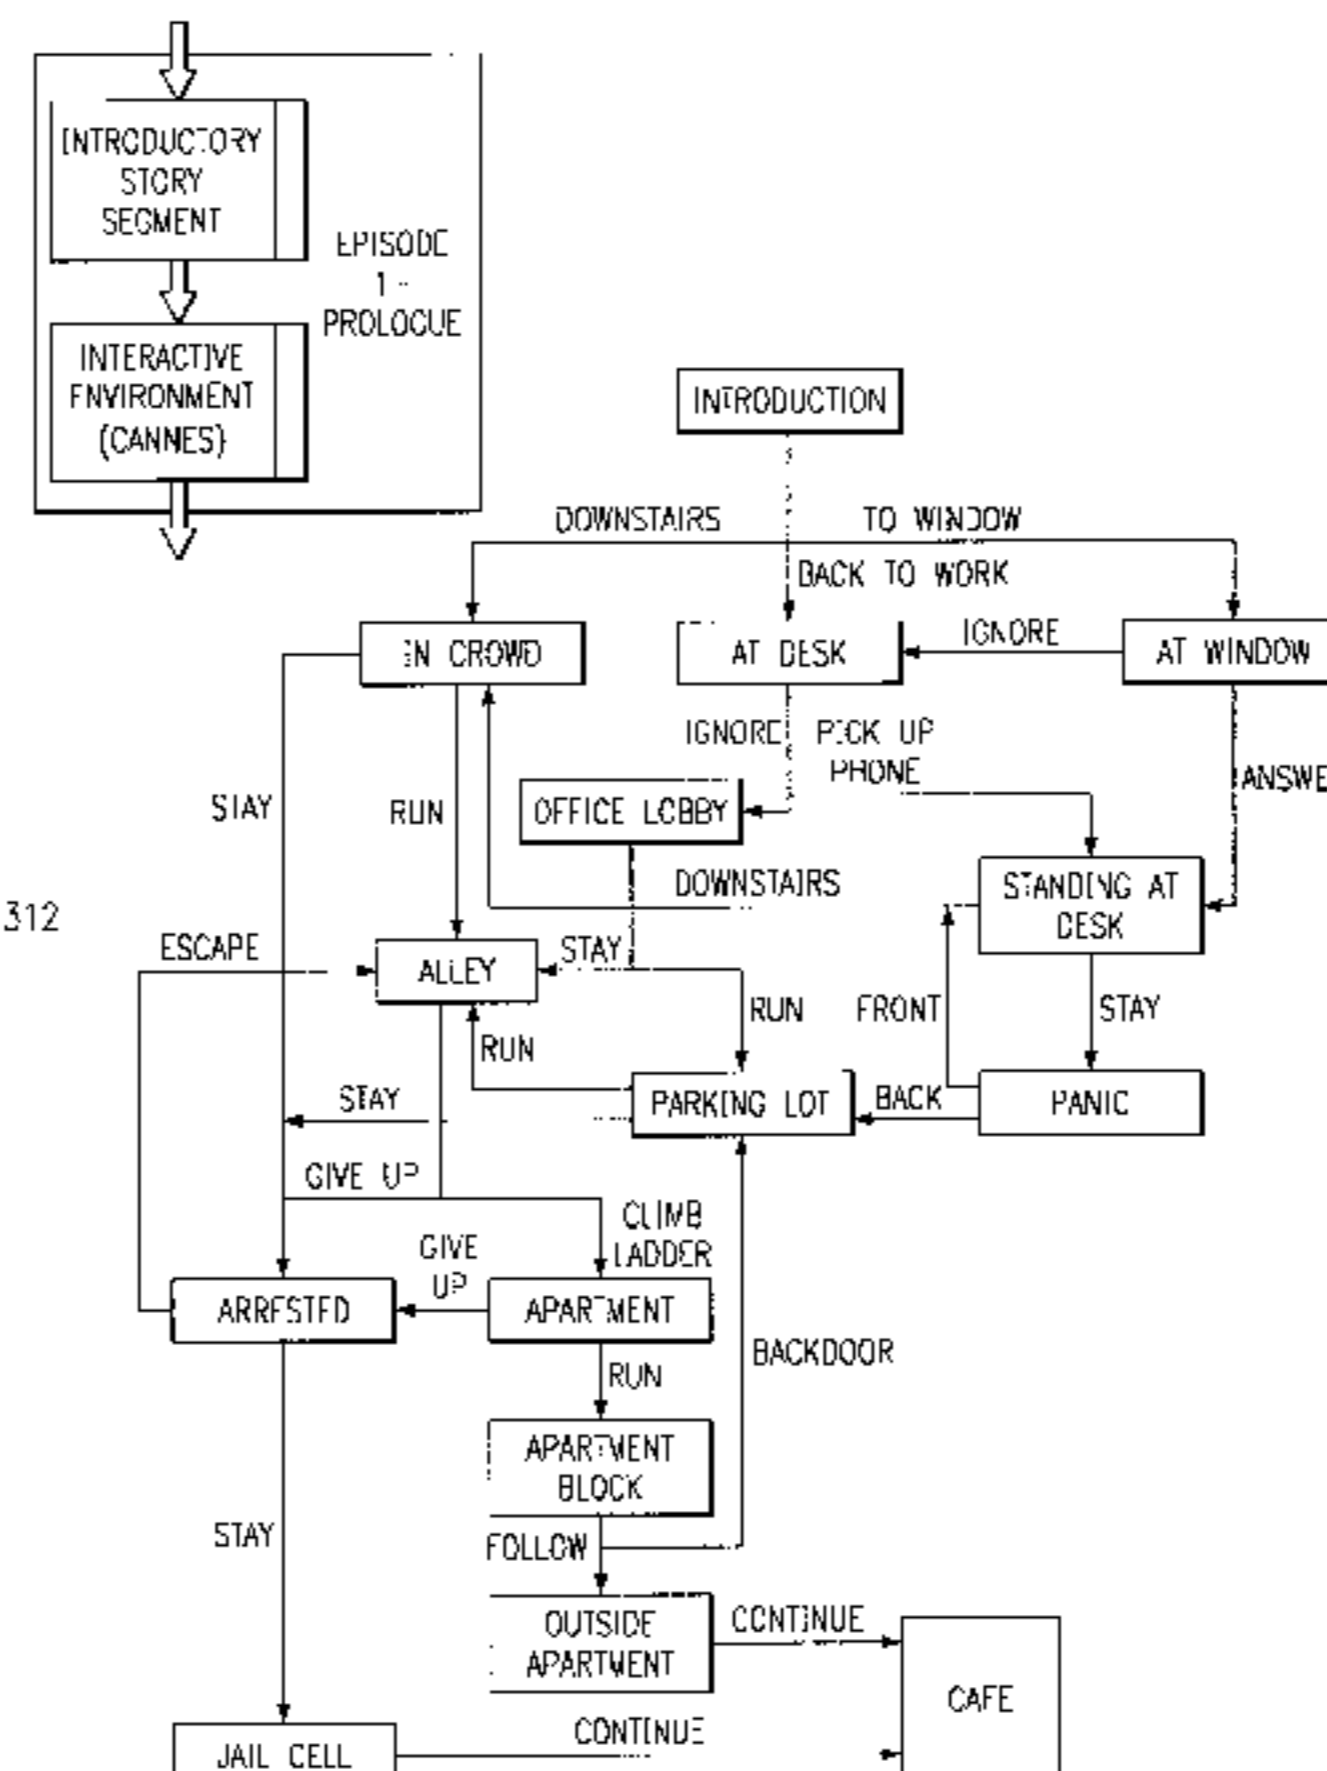 INTRODUCTORY
STORY
SEGMENT
EPISODE
1-
PROLOGUE
INTERACTIVE
ENVIRONMENT
(CANNES)
INTRODUCTION
DOWNSTAIRS
TO WINDOW
BACK TO WORK
IN CROWD
AT DESK
IGNORE
AT WINDOW
IGNORE
PICK UP
PHONE
ANSWE
STAY
RUN
OFFICE LOBBY
DOWNSTAIRS
STANDING AT
DESK
312
ESCAPE
ALLEY
STAY
RUN
FRONT
STAY
RUN
STAY
PARKING LOT
BACK
PANIC
GIVE UP
CLIMB
LADDER
GIVE
UP
ARRESTED
APARTMENT
BACKDOOR
RUN
APARTMENT
BLOCK
STAY
FOLLOW
OUTSIDE
APARTMENT
CONTINUE
CAFE
CONTINUE
JAIL CELL